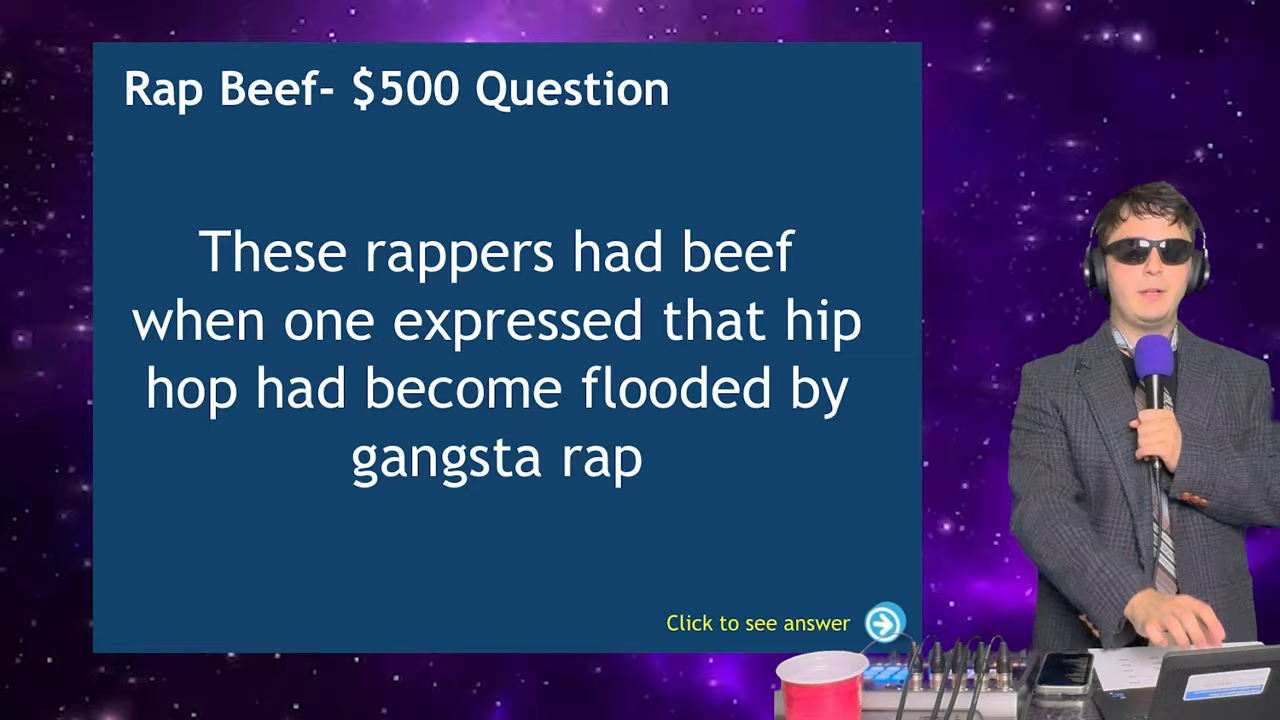 Rap Beef- $500 Question
These rappers had beef
when one expressed that hip
hop had become flooded by
gangsta rap
Click to see answer